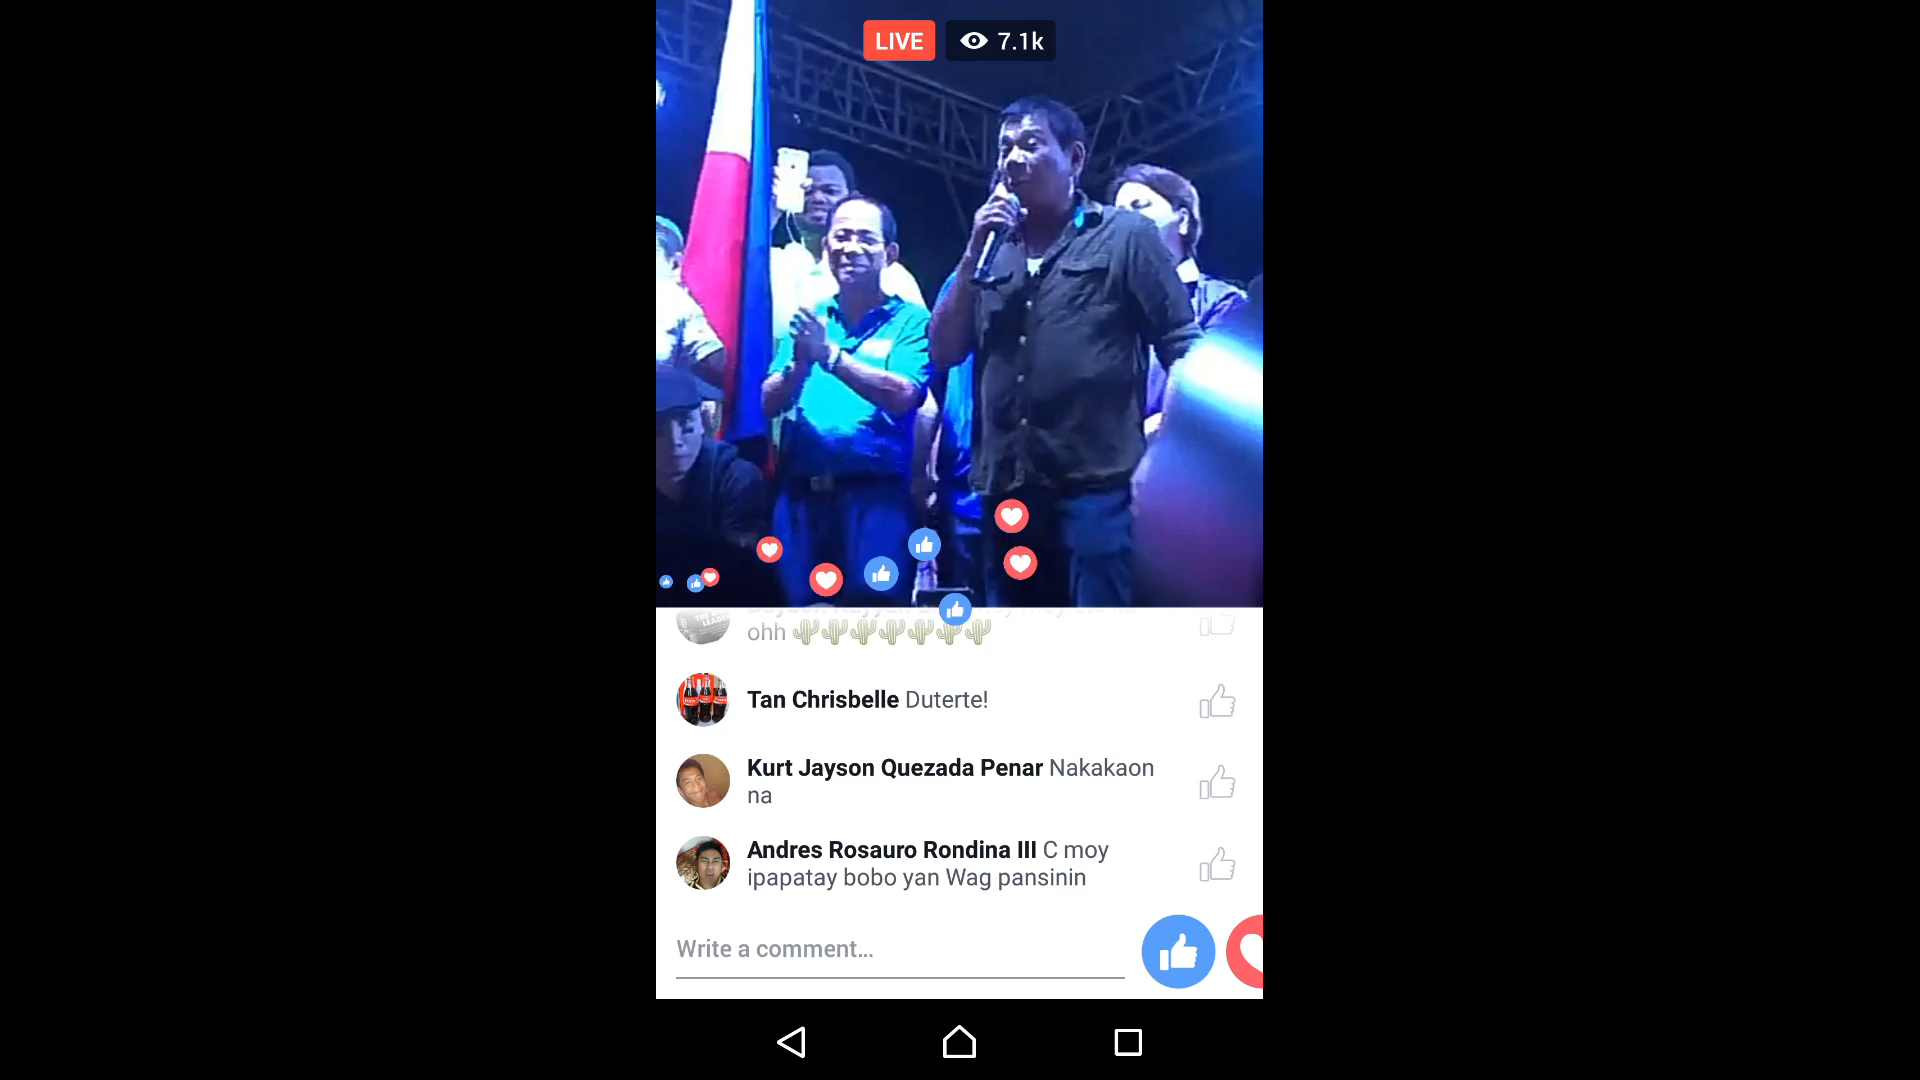 LIVE
7.1k
ohh 🌵🌵🌵🌵🌵🌵🌵
Tan Chrisbelle Duterte!
Kurt Jayson Quezada Penar Nakakaon
na
Andres Rosauro Rondina III C moy
ipapatay bobo yan Wag pansinin
Write a comment...